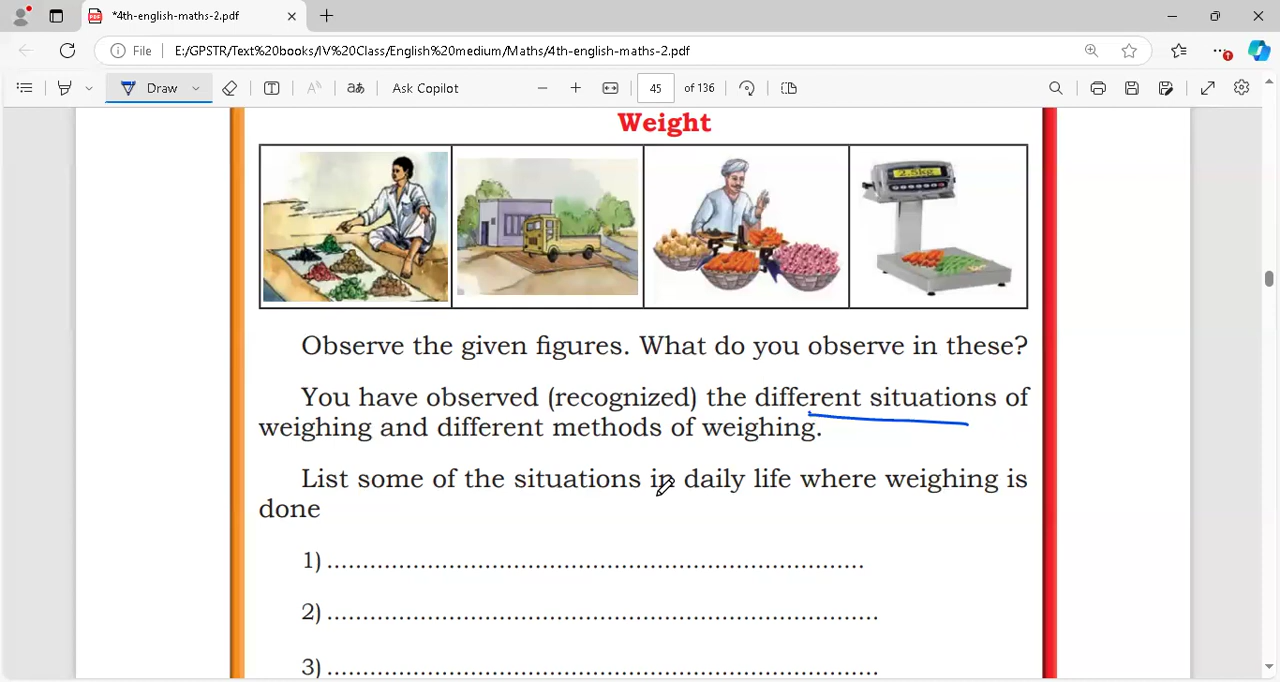 *4th-english-maths-2.pdf
File E:/GPSTR/Text%20books/IV%20Class/English%20medium/Maths/4th-english-maths-2.pdf
Draw Ask Copilot 45 of 136
Weight
2.5kg
Observe the given figures. What do you observe in these?
You have observed (recognized) the different situations of
weighing and different methods of weighing.
List some of the situations in daily life where weighing is
done
1) ..............................................................................
2) ................................................................................
3) ................................................................................